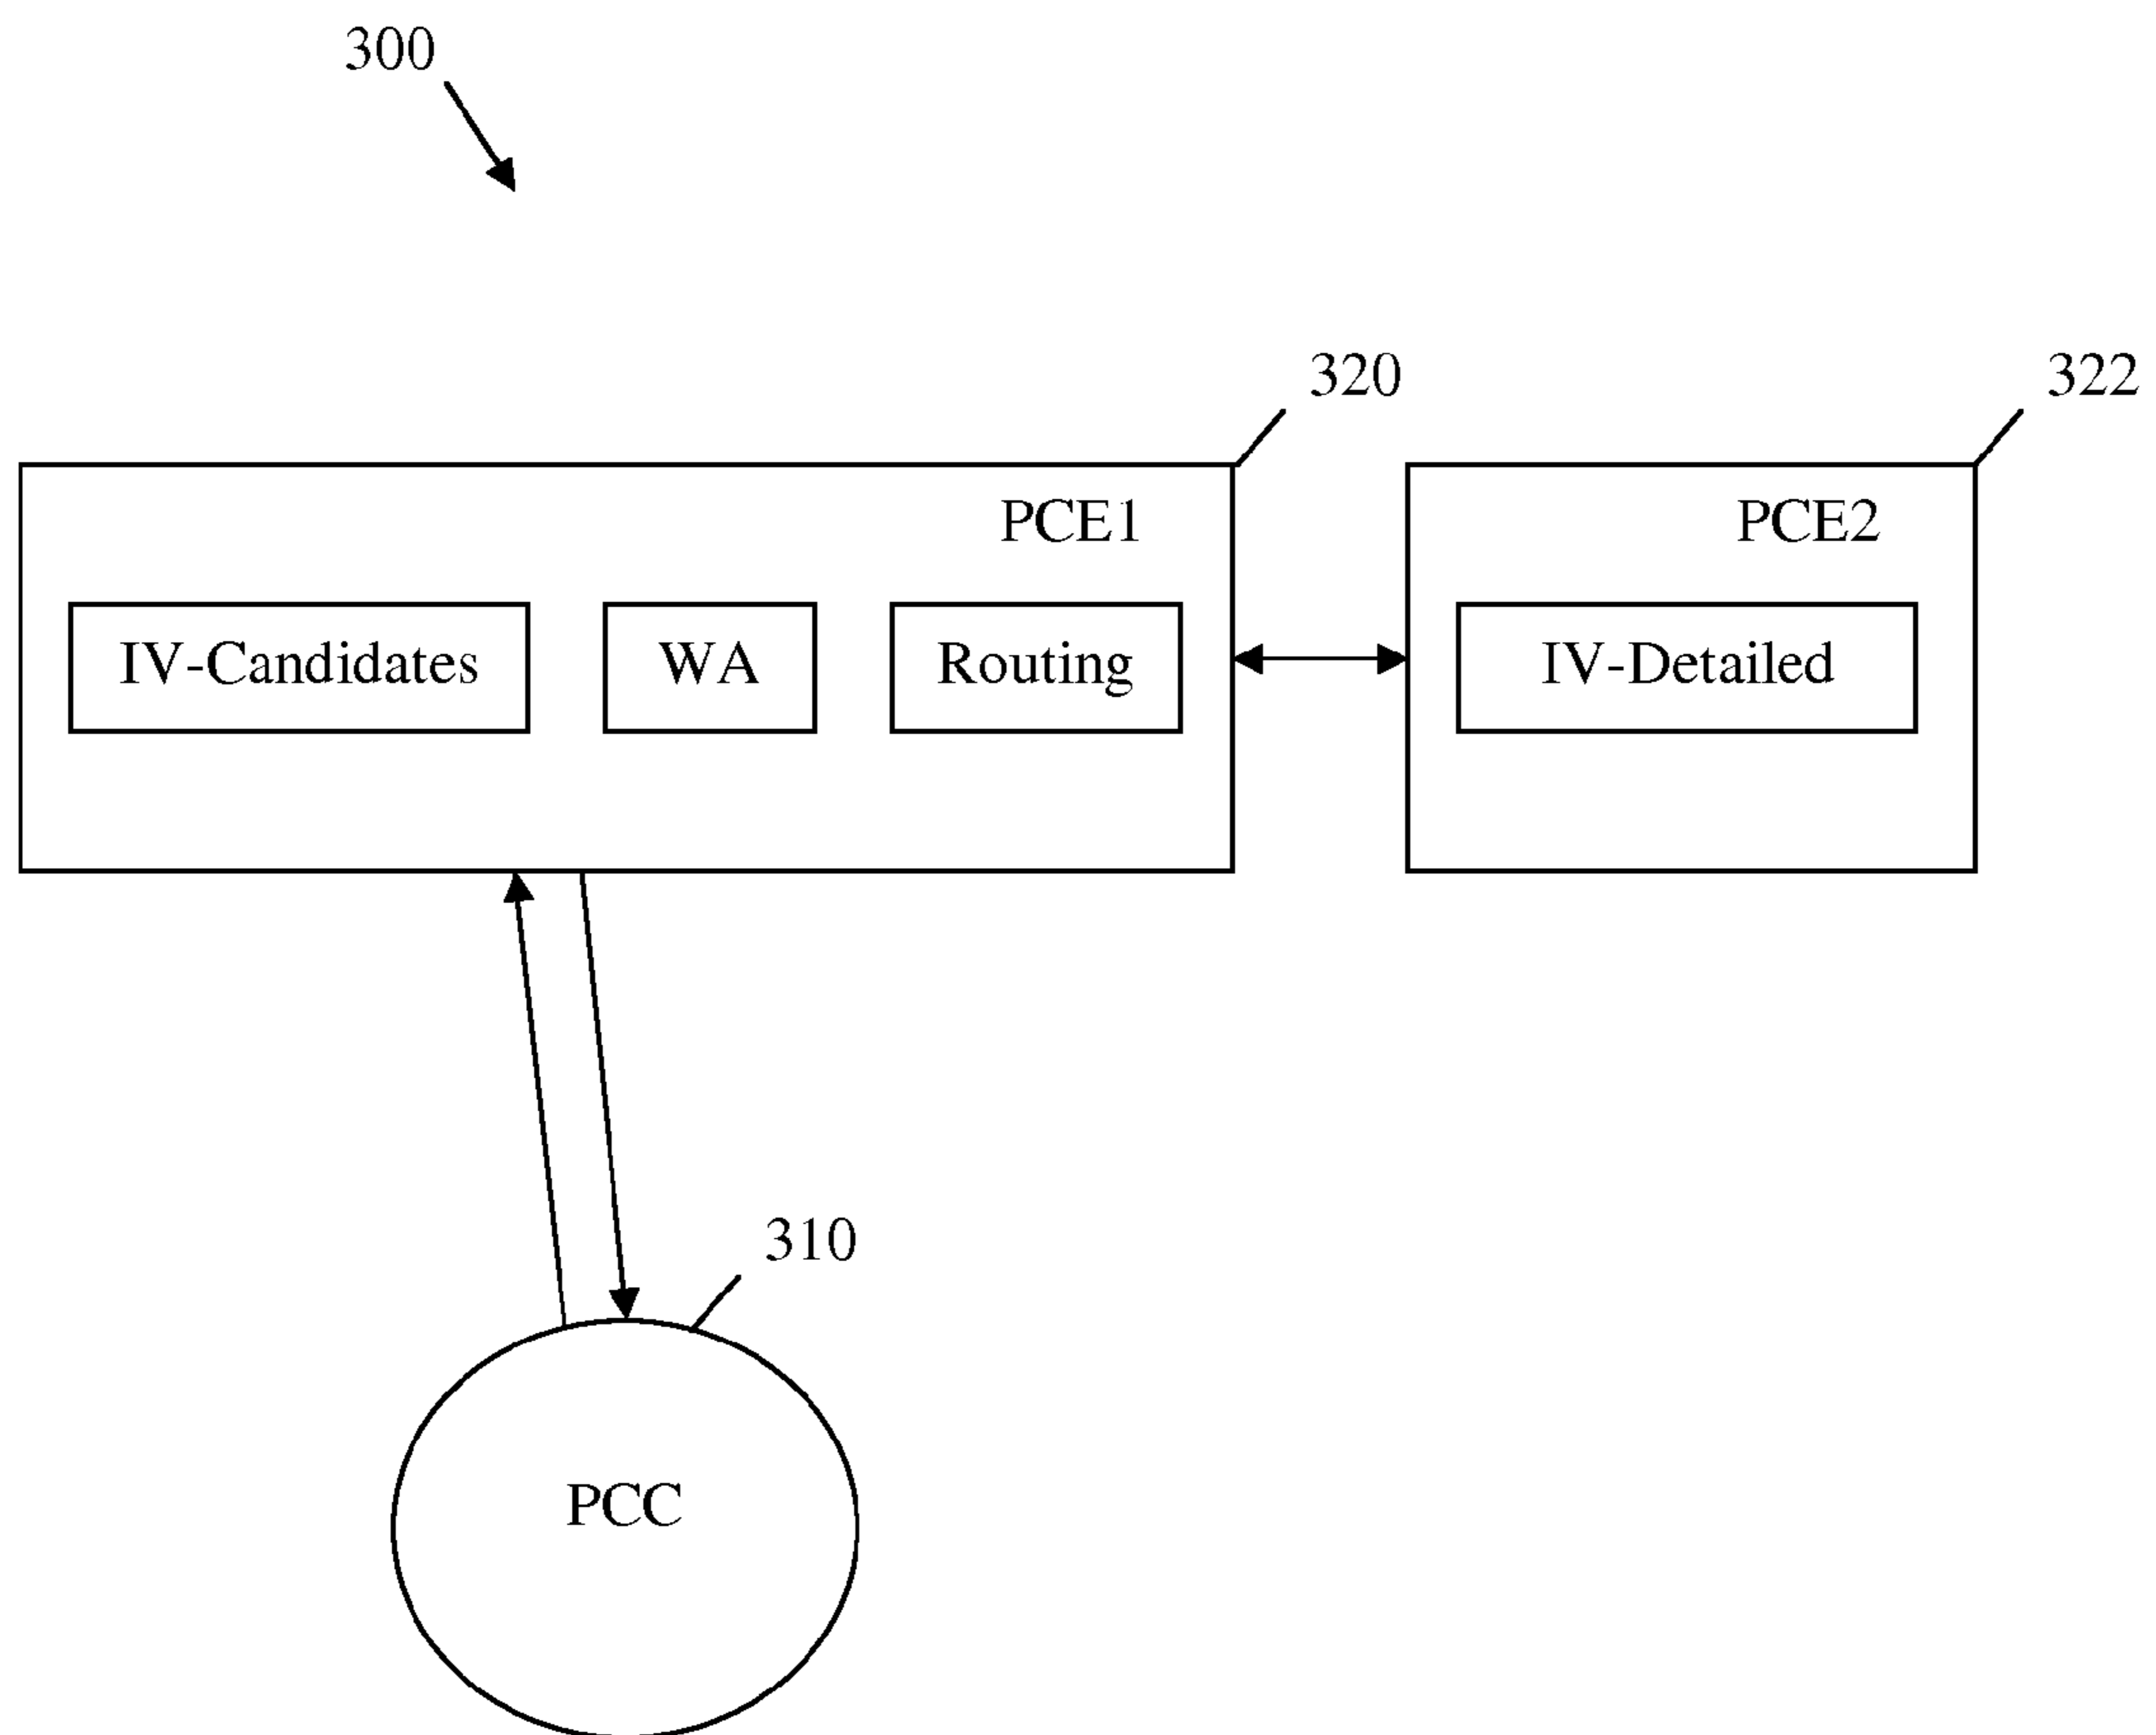 300
320
322
PCE1
PCE2
IV-Candidates
WA
Routing
IV-Detailed
310
PCC